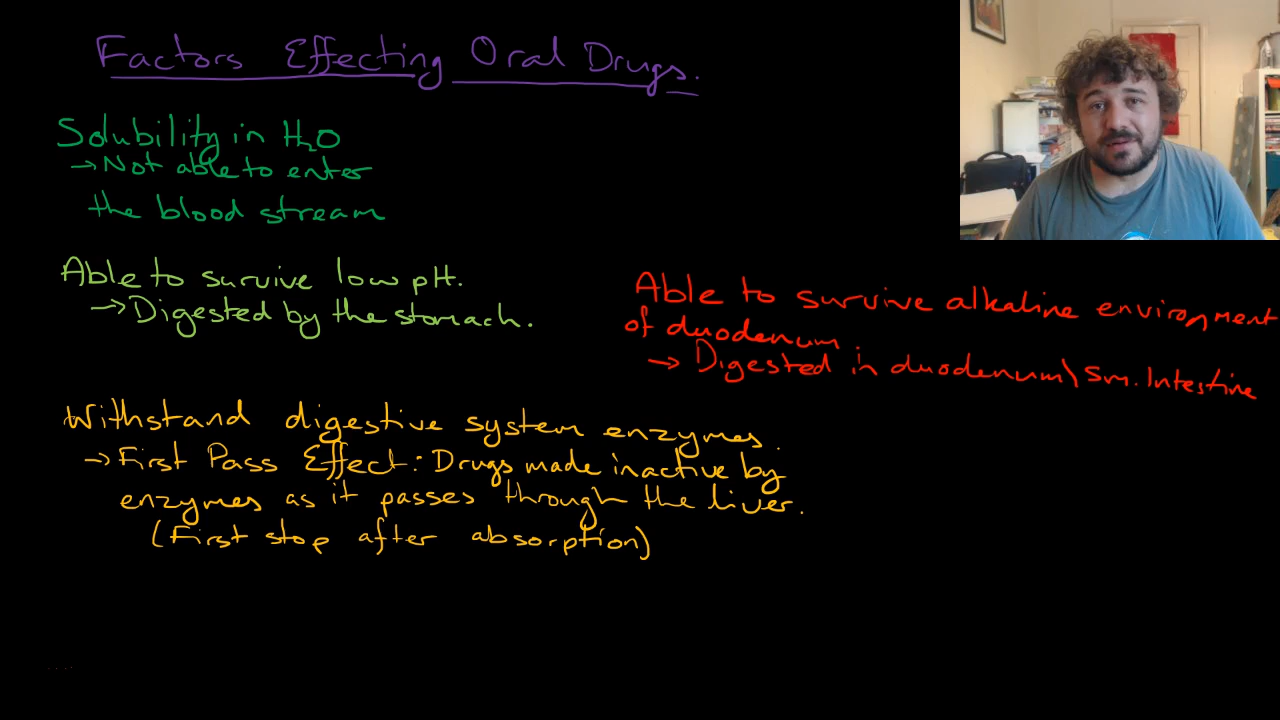 Factors Effecting Oral Drugs.
Solubility in H₂O
→ Not able to enter
the blood stream
Able to survive low pH.
→ Digested by the stomach.
Able to survive alkaline environment
of duodenum
→ Digested in duodenum\Sm. Intestine
Withstand digestive system enzymes.
→ First Pass Effect: Drugs made inactive by
enzymes as it passes through the liver.
(First stop after absorption)